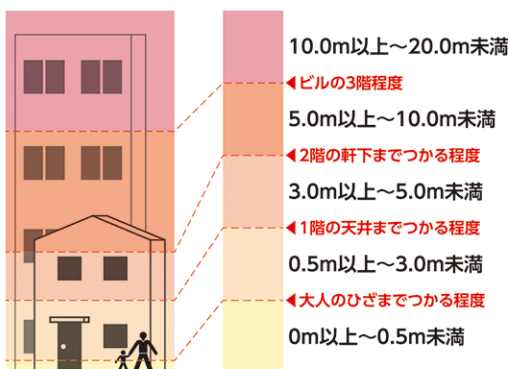 10.0m以上～20.0m未満
◀ビルの3階程度
5.0m以上～10.0m未満
◀2階の軒下までつかる程度
3.0m以上～5.0m未満
◀1階の天井までつかる程度
0.5m以上～3.0m未満
◀大人のひざまでつかる程度
0m以上～0.5m未満